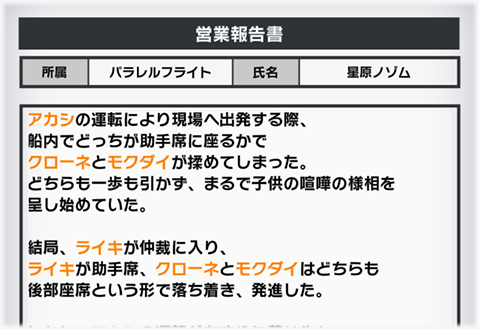 営業報告書
所属 パラレルフライト 氏名 星原ノゾム
アカシの運転により現場へ出発する際、
船内でどっちが助手席に座るかで
クローネとモクダイが揉めてしまった。
どちらも一歩も引かず、まるで子供の喧嘩の様相を
呈し始めていた。
結局、ライキが仲裁に入り、
ライキが助手席、クローネとモクダイはどちらも
後部座席という形で落ち着き、発進した。